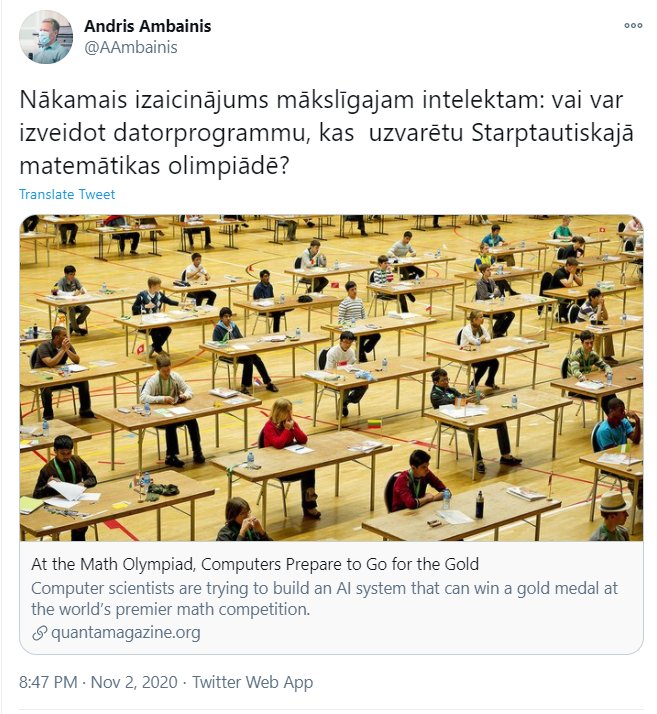 Andris Ambainis
@AAmbainis
Nākamais izaicinājums mākslīgajam intelektam: vai var
izveidot datorprogrammu, kas  uzvarētu Starptautiskajā
matemātikas olimpiādē?
Translate Tweet
At the Math Olympiad, Computers Prepare to Go for the Gold
Computer scientists are trying to build an AI system that can win a gold medal at
the world's premier math competition.
quantamagazine.org
8:47 PM · Nov 2, 2020 · Twitter Web App